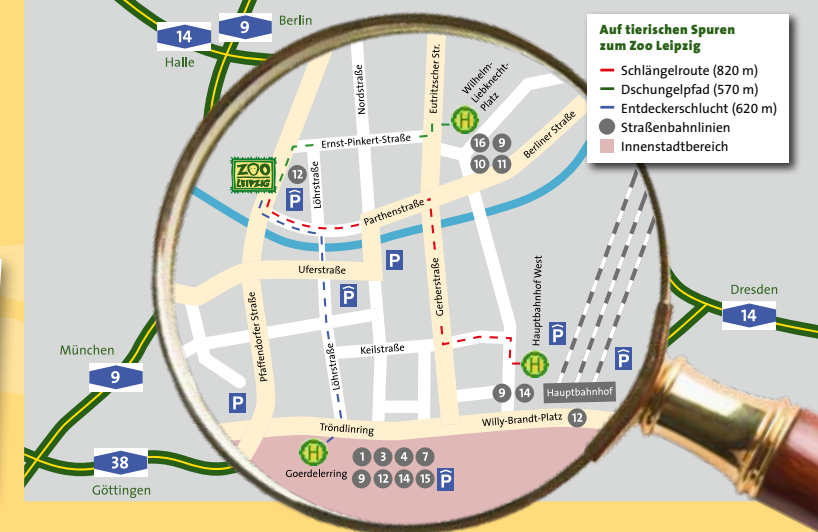 14
9
Berlin
Halle
Auf tierischen Spuren
zum Zoo Leipzig
Schlängelroute (820 m)
Dschungelpfad (570 m)
Entdeckerschlucht (620 m)
Straßenbahnlinien
Innenstadtbereich
Nordstraße
Eutritzscher Str.
Wilhelm-
Liebknecht-
Platz
H
Ernst-Pinkert-Straße
16 9
10 11
Berliner Straße
ZOO
LEIPZIG
12
P
Löhrstraße
Parthenstraße
P
Uferstraße
P
Gerberstraße
Hauptbahnhof West
P
P
H
Dresden
14
Pfaffendorfer Straße
Löhrstraße
Keilstraße
München
9
P
9 14
Hauptbahnhof
Tröndlinring
Willy-Brandt-Platz 12
H
Goerdelerring
1 3 4 7
9 12 14 15 P
38
Göttingen